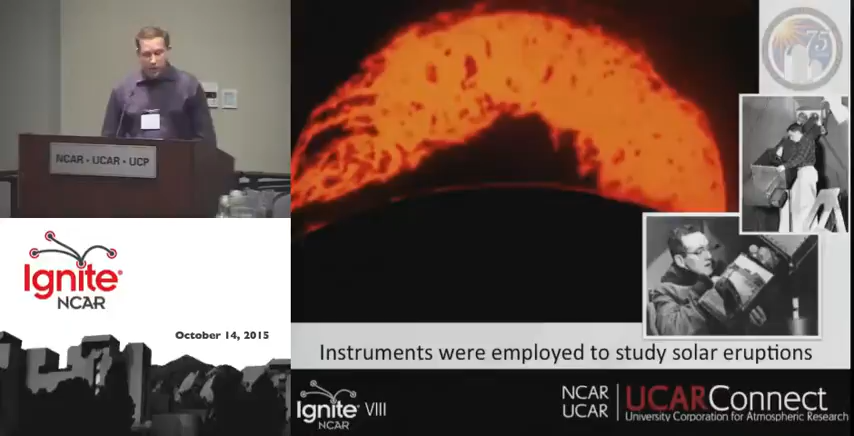 NCAR • UCAR • UCP
Ignite
NCAR
October 14, 2015
75
Instruments were employed to study solar eruptions
Ignite VIII
NCAR
NCAR
UCAR
UCARConnect
University Corporation for Atmospheric Research